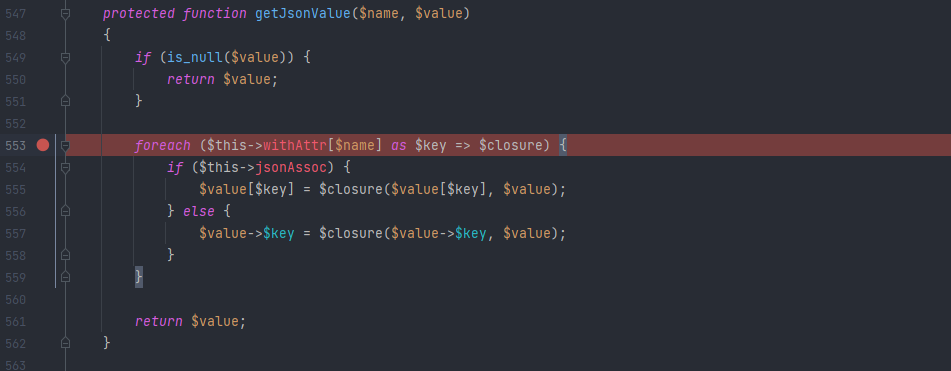 547 protected function getJsonValue($name, $value)
548 {
549 if (is_null($value)) {
550 return $value;
551 }
552
553 foreach ($this->withAttr[$name] as $key => $closure) {
554 if ($this->jsonAssoc) {
555 $value[$key] = $closure($value[$key], $value);
556 } else {
557 $value->$key = $closure($value->$key, $value);
558 }
559 }
560
561 return $value;
562 }
563